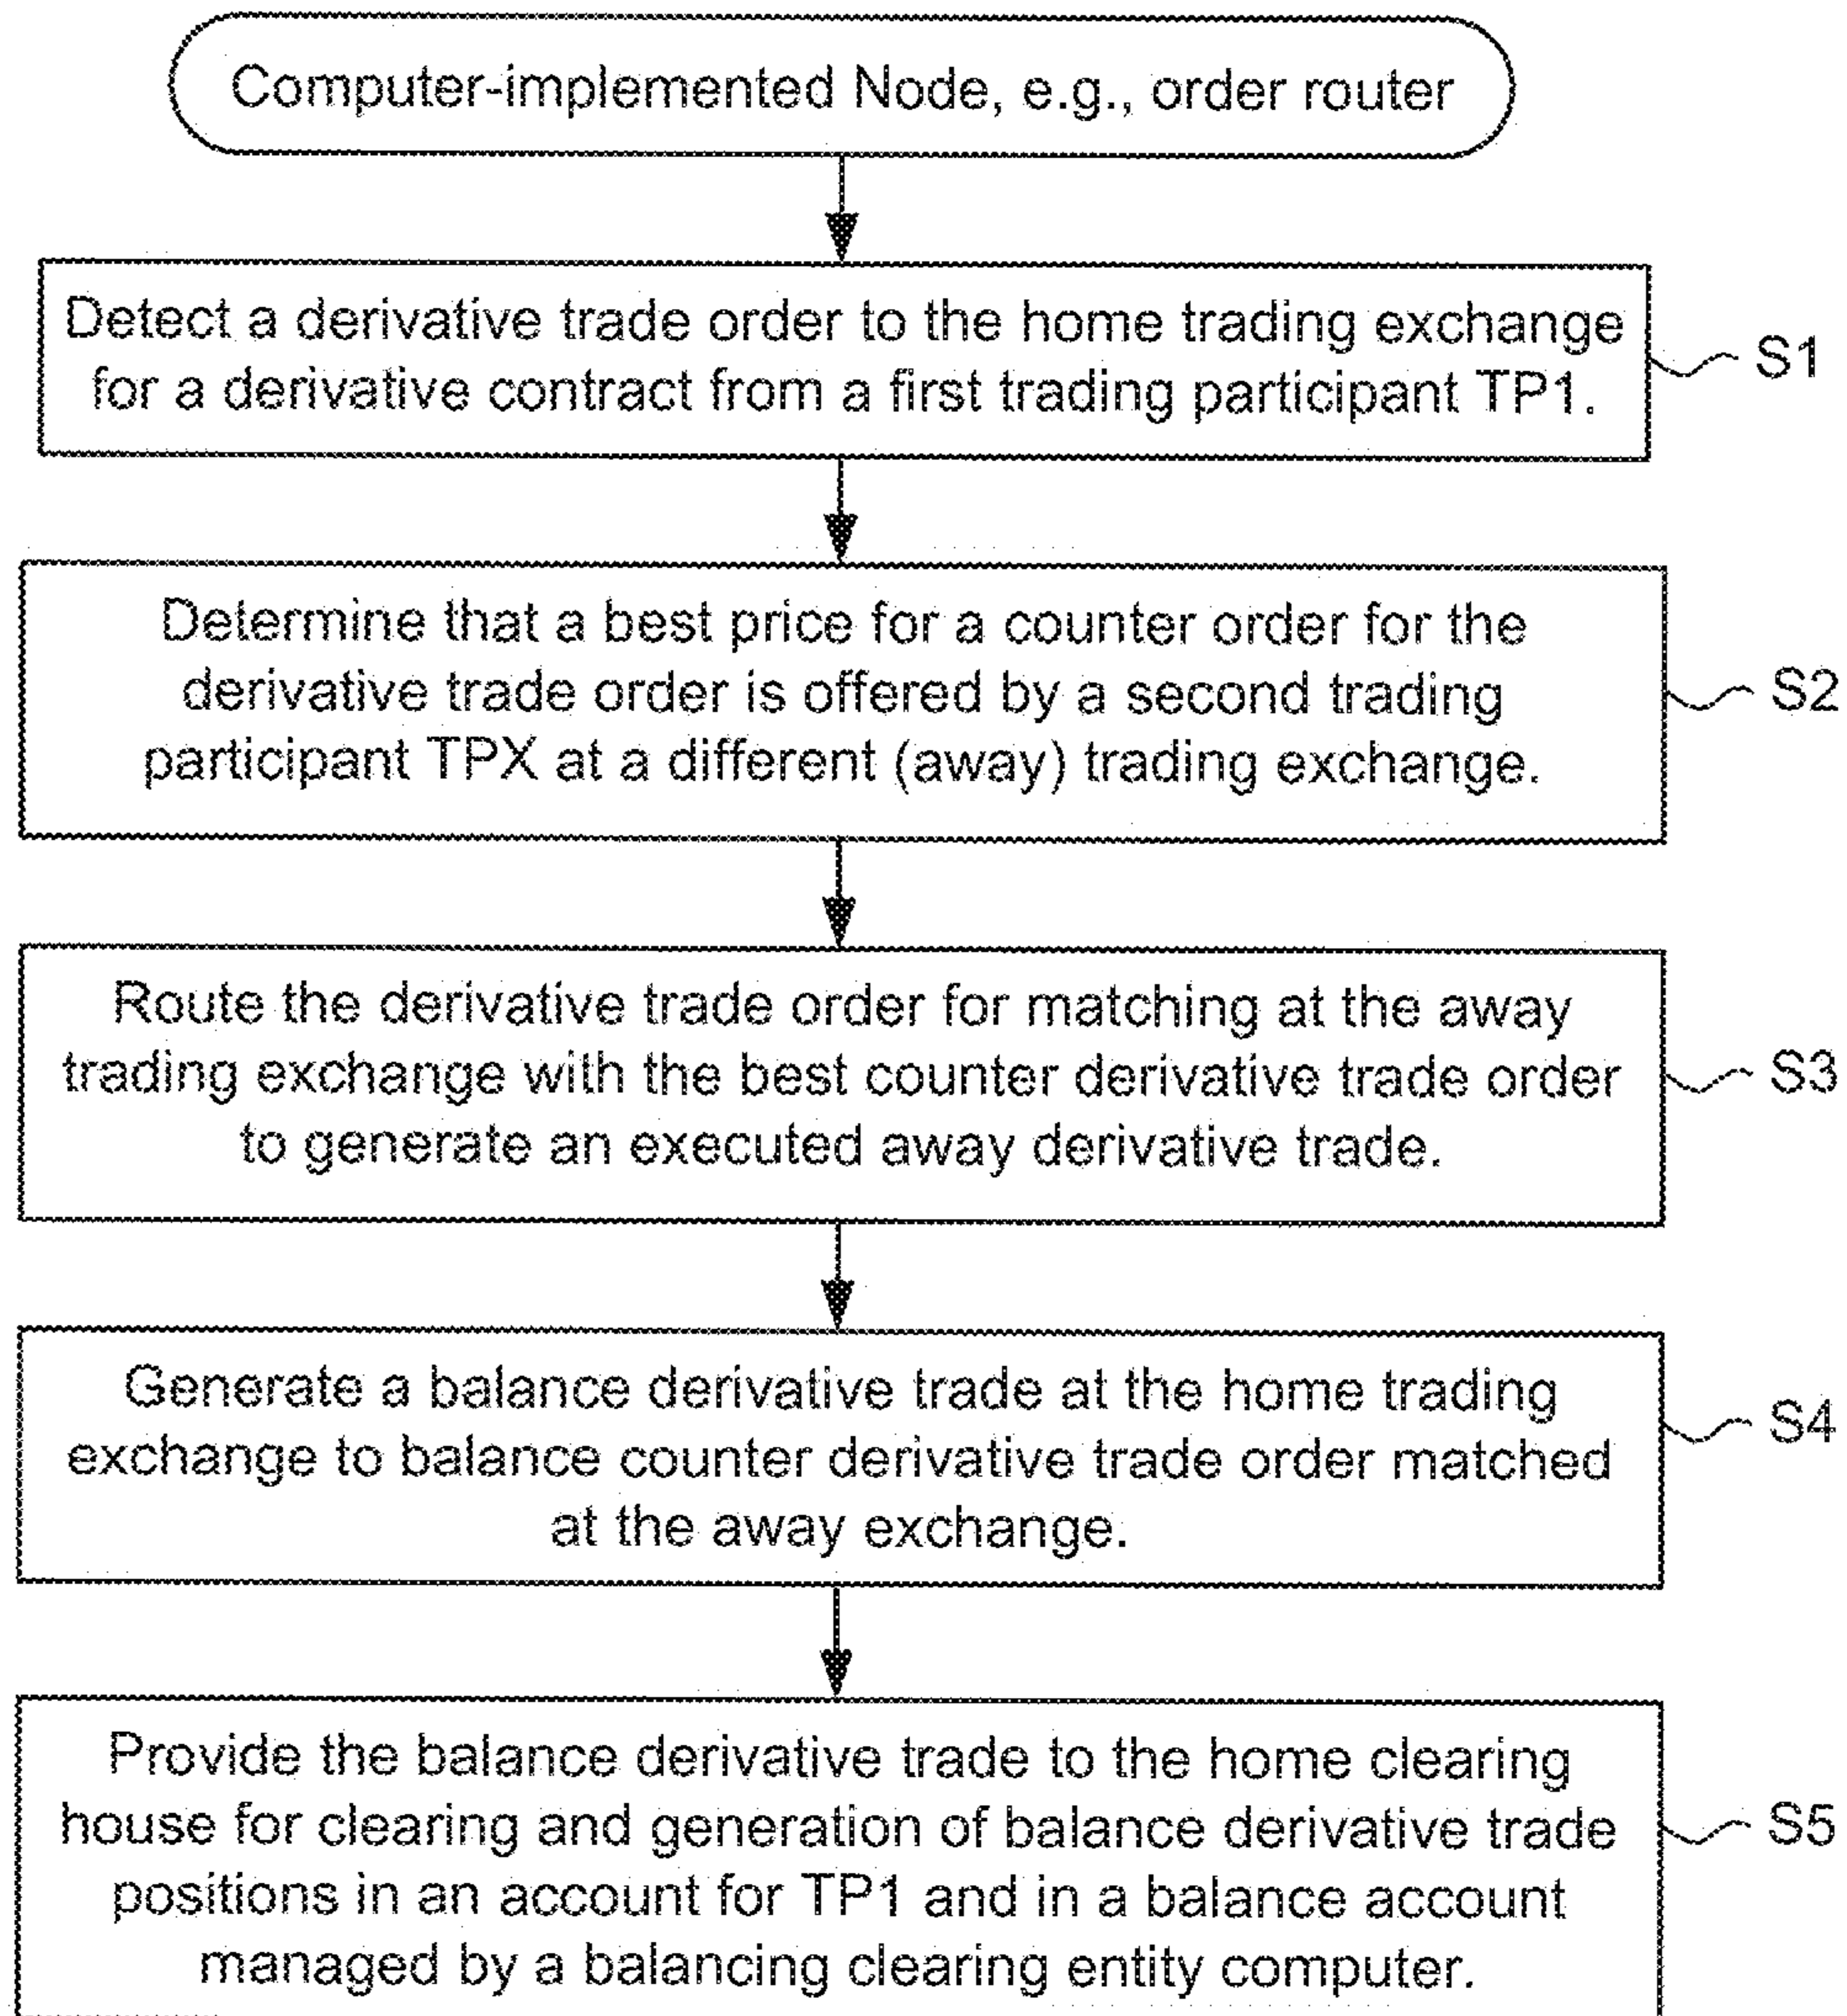 Computer-implemented Node, e.g., order router
Detect a derivative trade order to the home trading exchange
for a derivative contract from a first trading participant TP1.
S1
Determine that a best price for a counter order for the
derivative trade order is offered by a second trading
participant TPX at a different (away) trading exchange.
S2
Route the derivative trade order for matching at the away
trading exchange with the best counter derivative trade order
to generate an executed away derivative trade.
S3
Generate a balance derivative trade at the home trading
exchange to balance counter derivative trade order matched
at the away exchange.
S4
Provide the balance derivative trade to the home clearing
house for clearing and generation of balance derivative trade
positions in an account for TP1 and in a balance account
managed by a balancing clearing entity computer.
S5